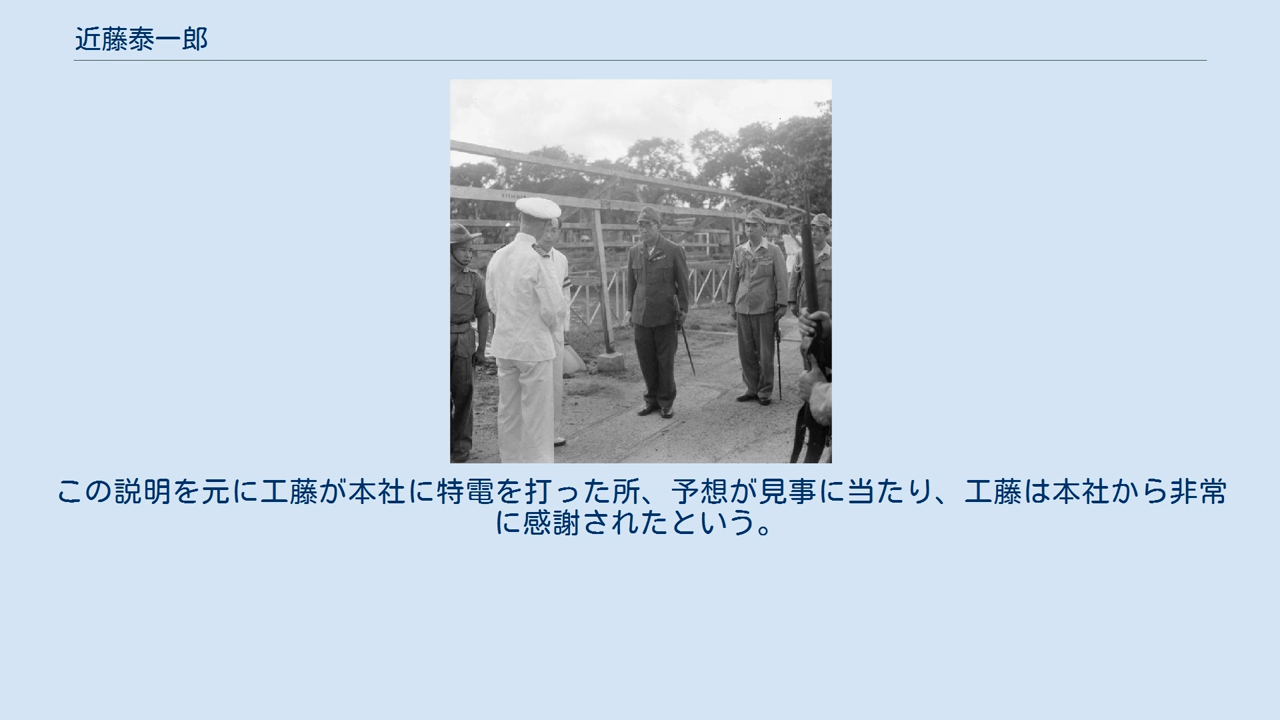 近藤泰一郎
この説明を元に工藤が本社に特電を打った所、予想が見事に当たり、工藤は本社から非常
に感謝されたという。